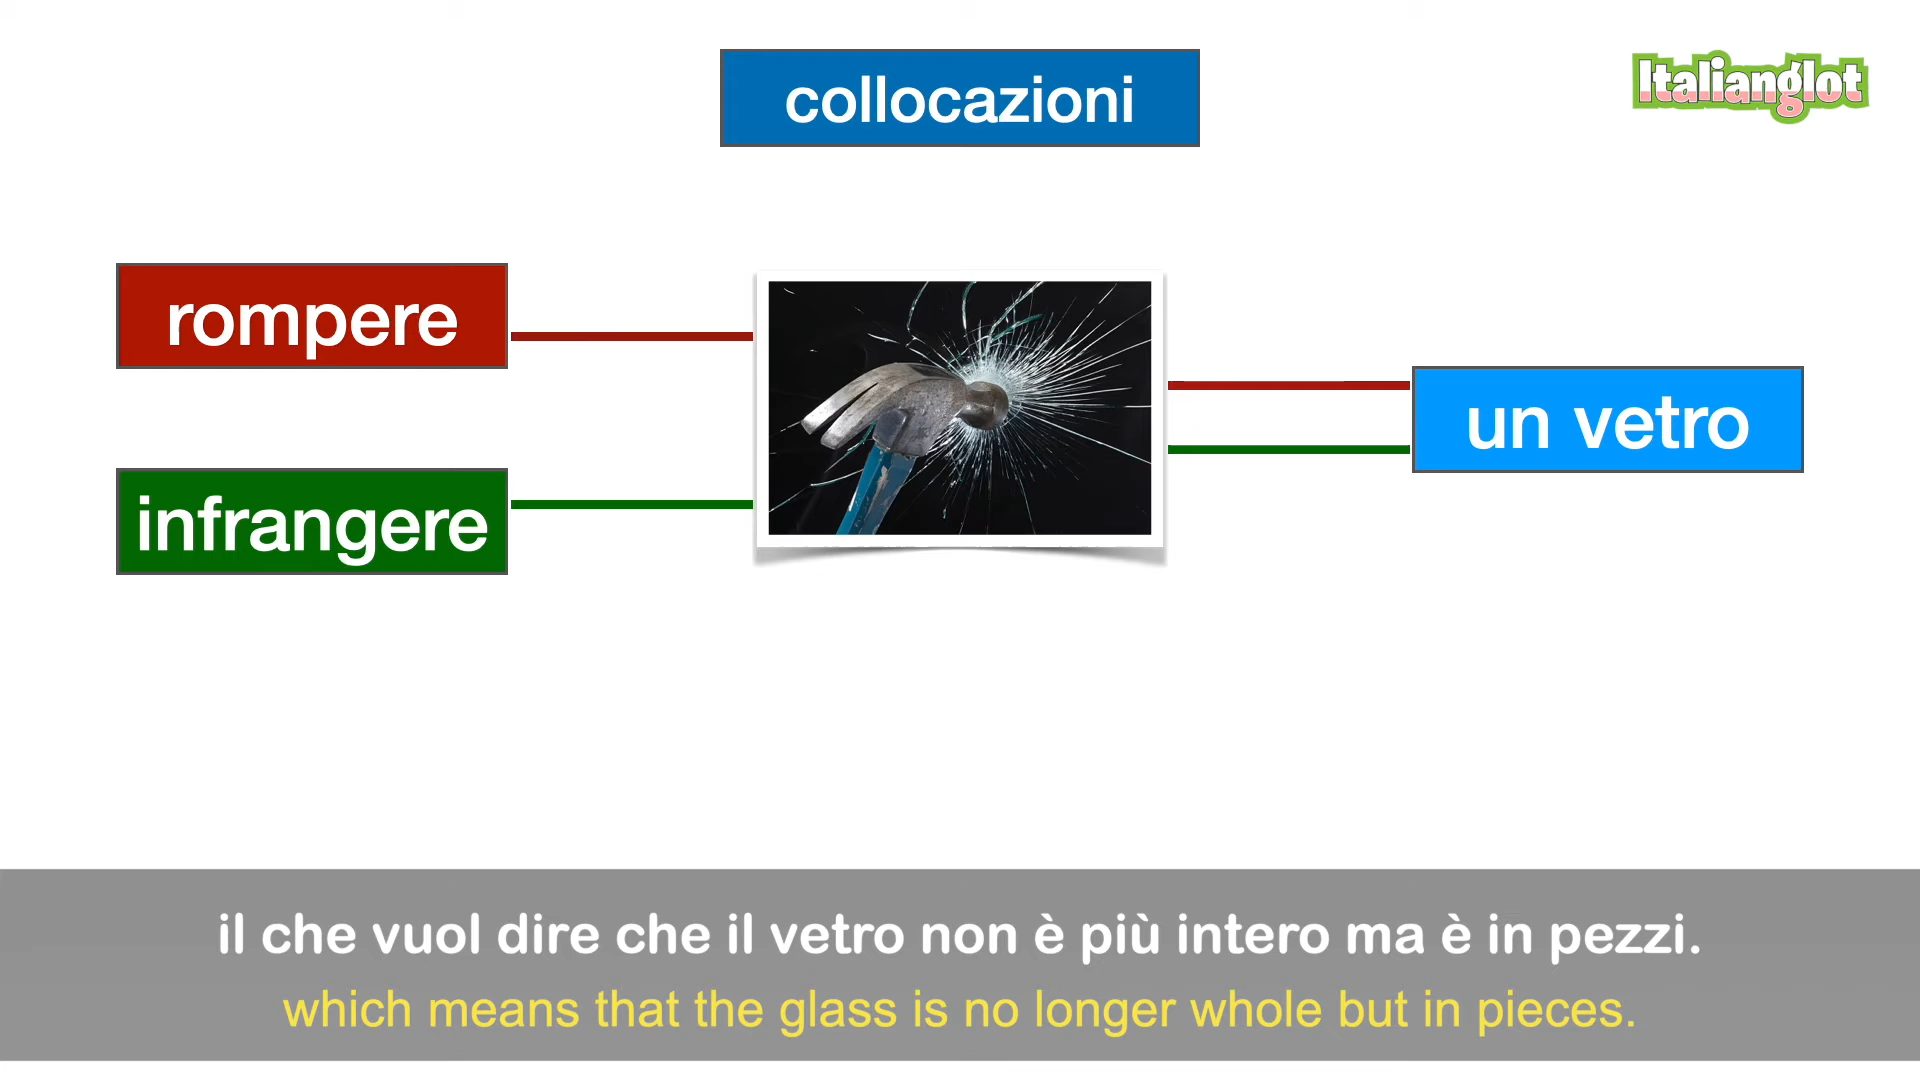 collocazioni
Italianglot
rompere
infrangere
un vetro
il che vuol dire che il vetro non è più intero ma è in pezzi.
which means that the glass is no longer whole but in pieces.